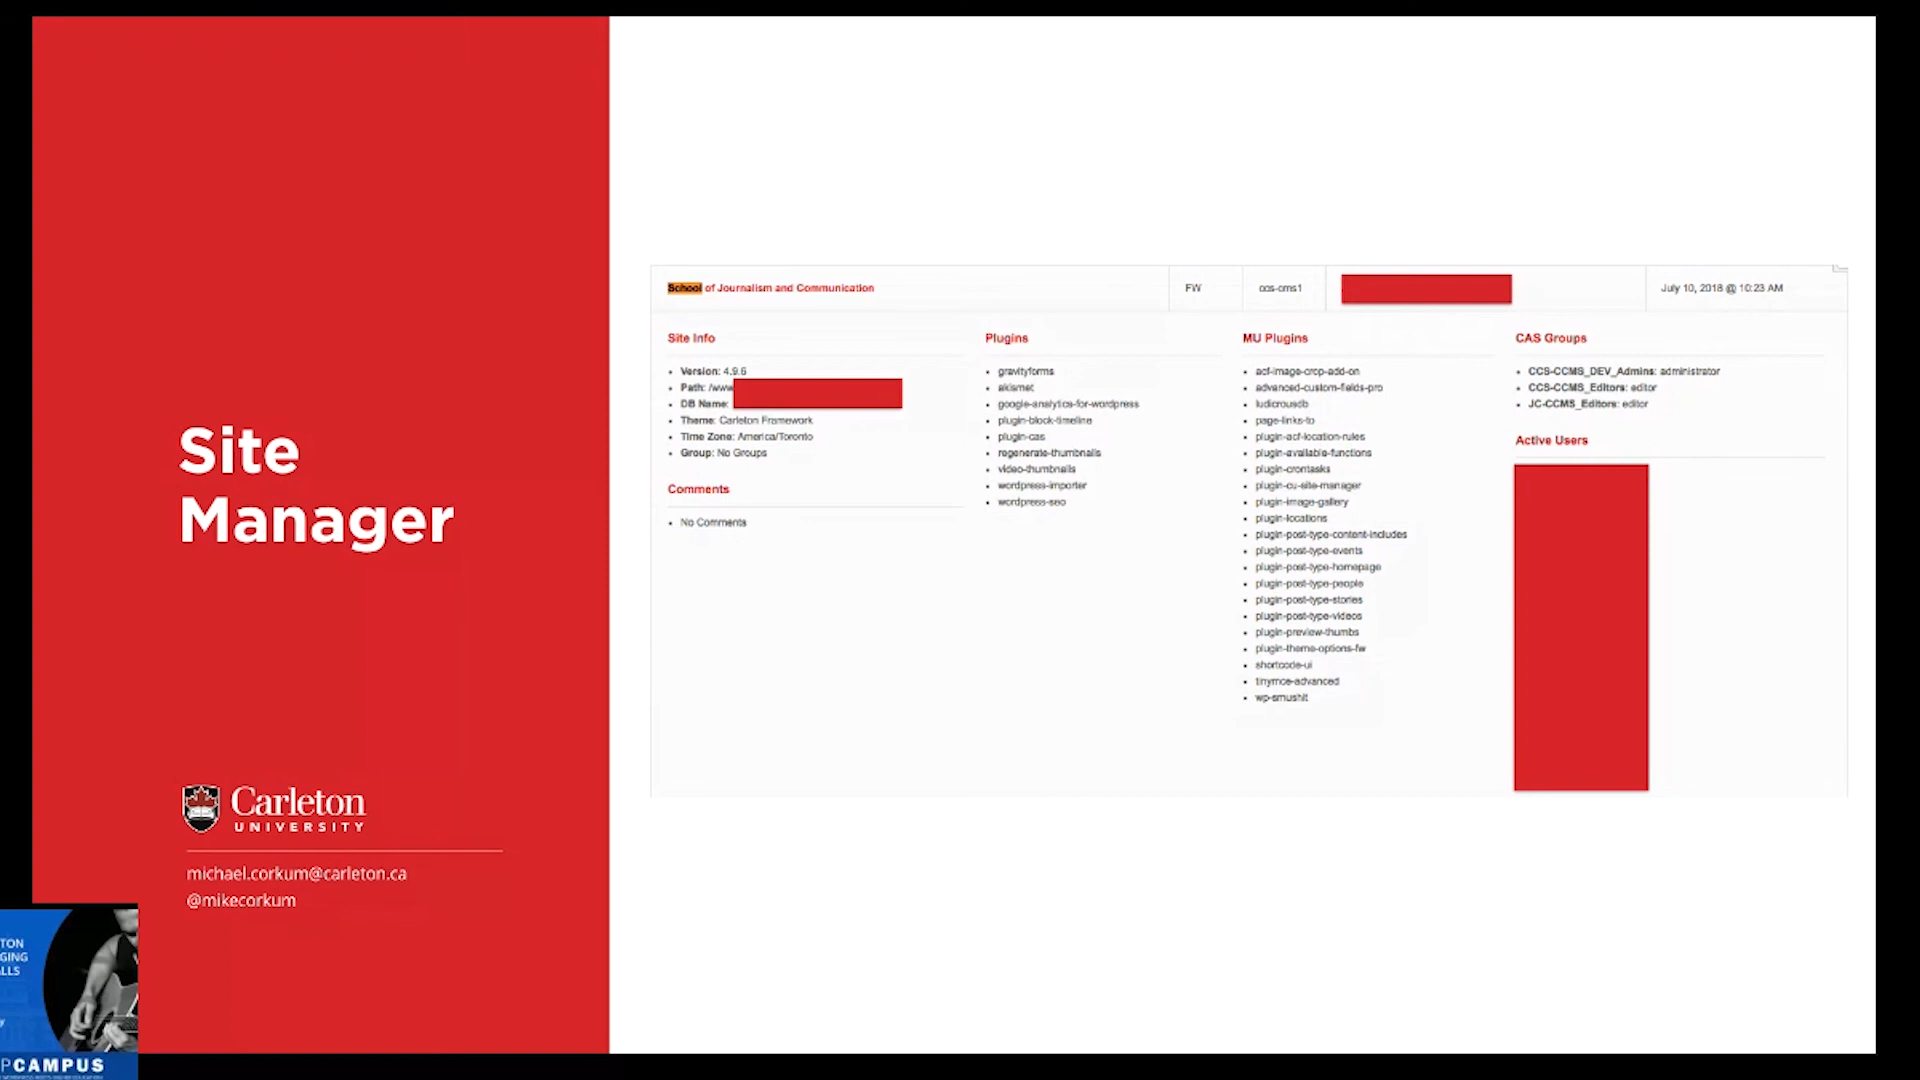 Site
Manager
Carleton
UNIVERSITY
michael.corkum@carleton.ca
@mikecorkum
TON
GING
LLS
y
PCAMPUS
School of Journalism and Communication
FW
ccs-cms1
July 10, 2018 @ 10:23 AM
Site Info
Version: 4.9.6
Path: /www
DB Name:
Theme: Carleton Framework
Time Zone: America/Toronto
Group: No Groups
Comments
No Comments
Plugins
gravityforms
akismet
google-analytics-for-wordpress
plugin-block-timeline
plugin-cas
regenerate-thumbnails
video-thumbnails
wordpress-importer
wordpress-seo
MU Plugins
acf-image-crop-add-on
advanced-custom-fields-pro
ludicrousdb
page-links-to
plugin-acf-location-rules
plugin-available-functions
plugin-crontasks
plugin-cu-site-manager
plugin-image-gallery
plugin-locations
plugin-post-type-content-includes
plugin-post-type-events
plugin-post-type-homepage
plugin-post-type-people
plugin-post-type-stories
plugin-post-type-videos
plugin-preview-thumbs
plugin-theme-options-fw
shortcode-ui
tinymce-advanced
wp-smushit
CAS Groups
CCS-CCMS_DEV_Admins: administrator
CCS-CCMS_Editors: editor
JC-CCMS_Editors: editor
Active Users